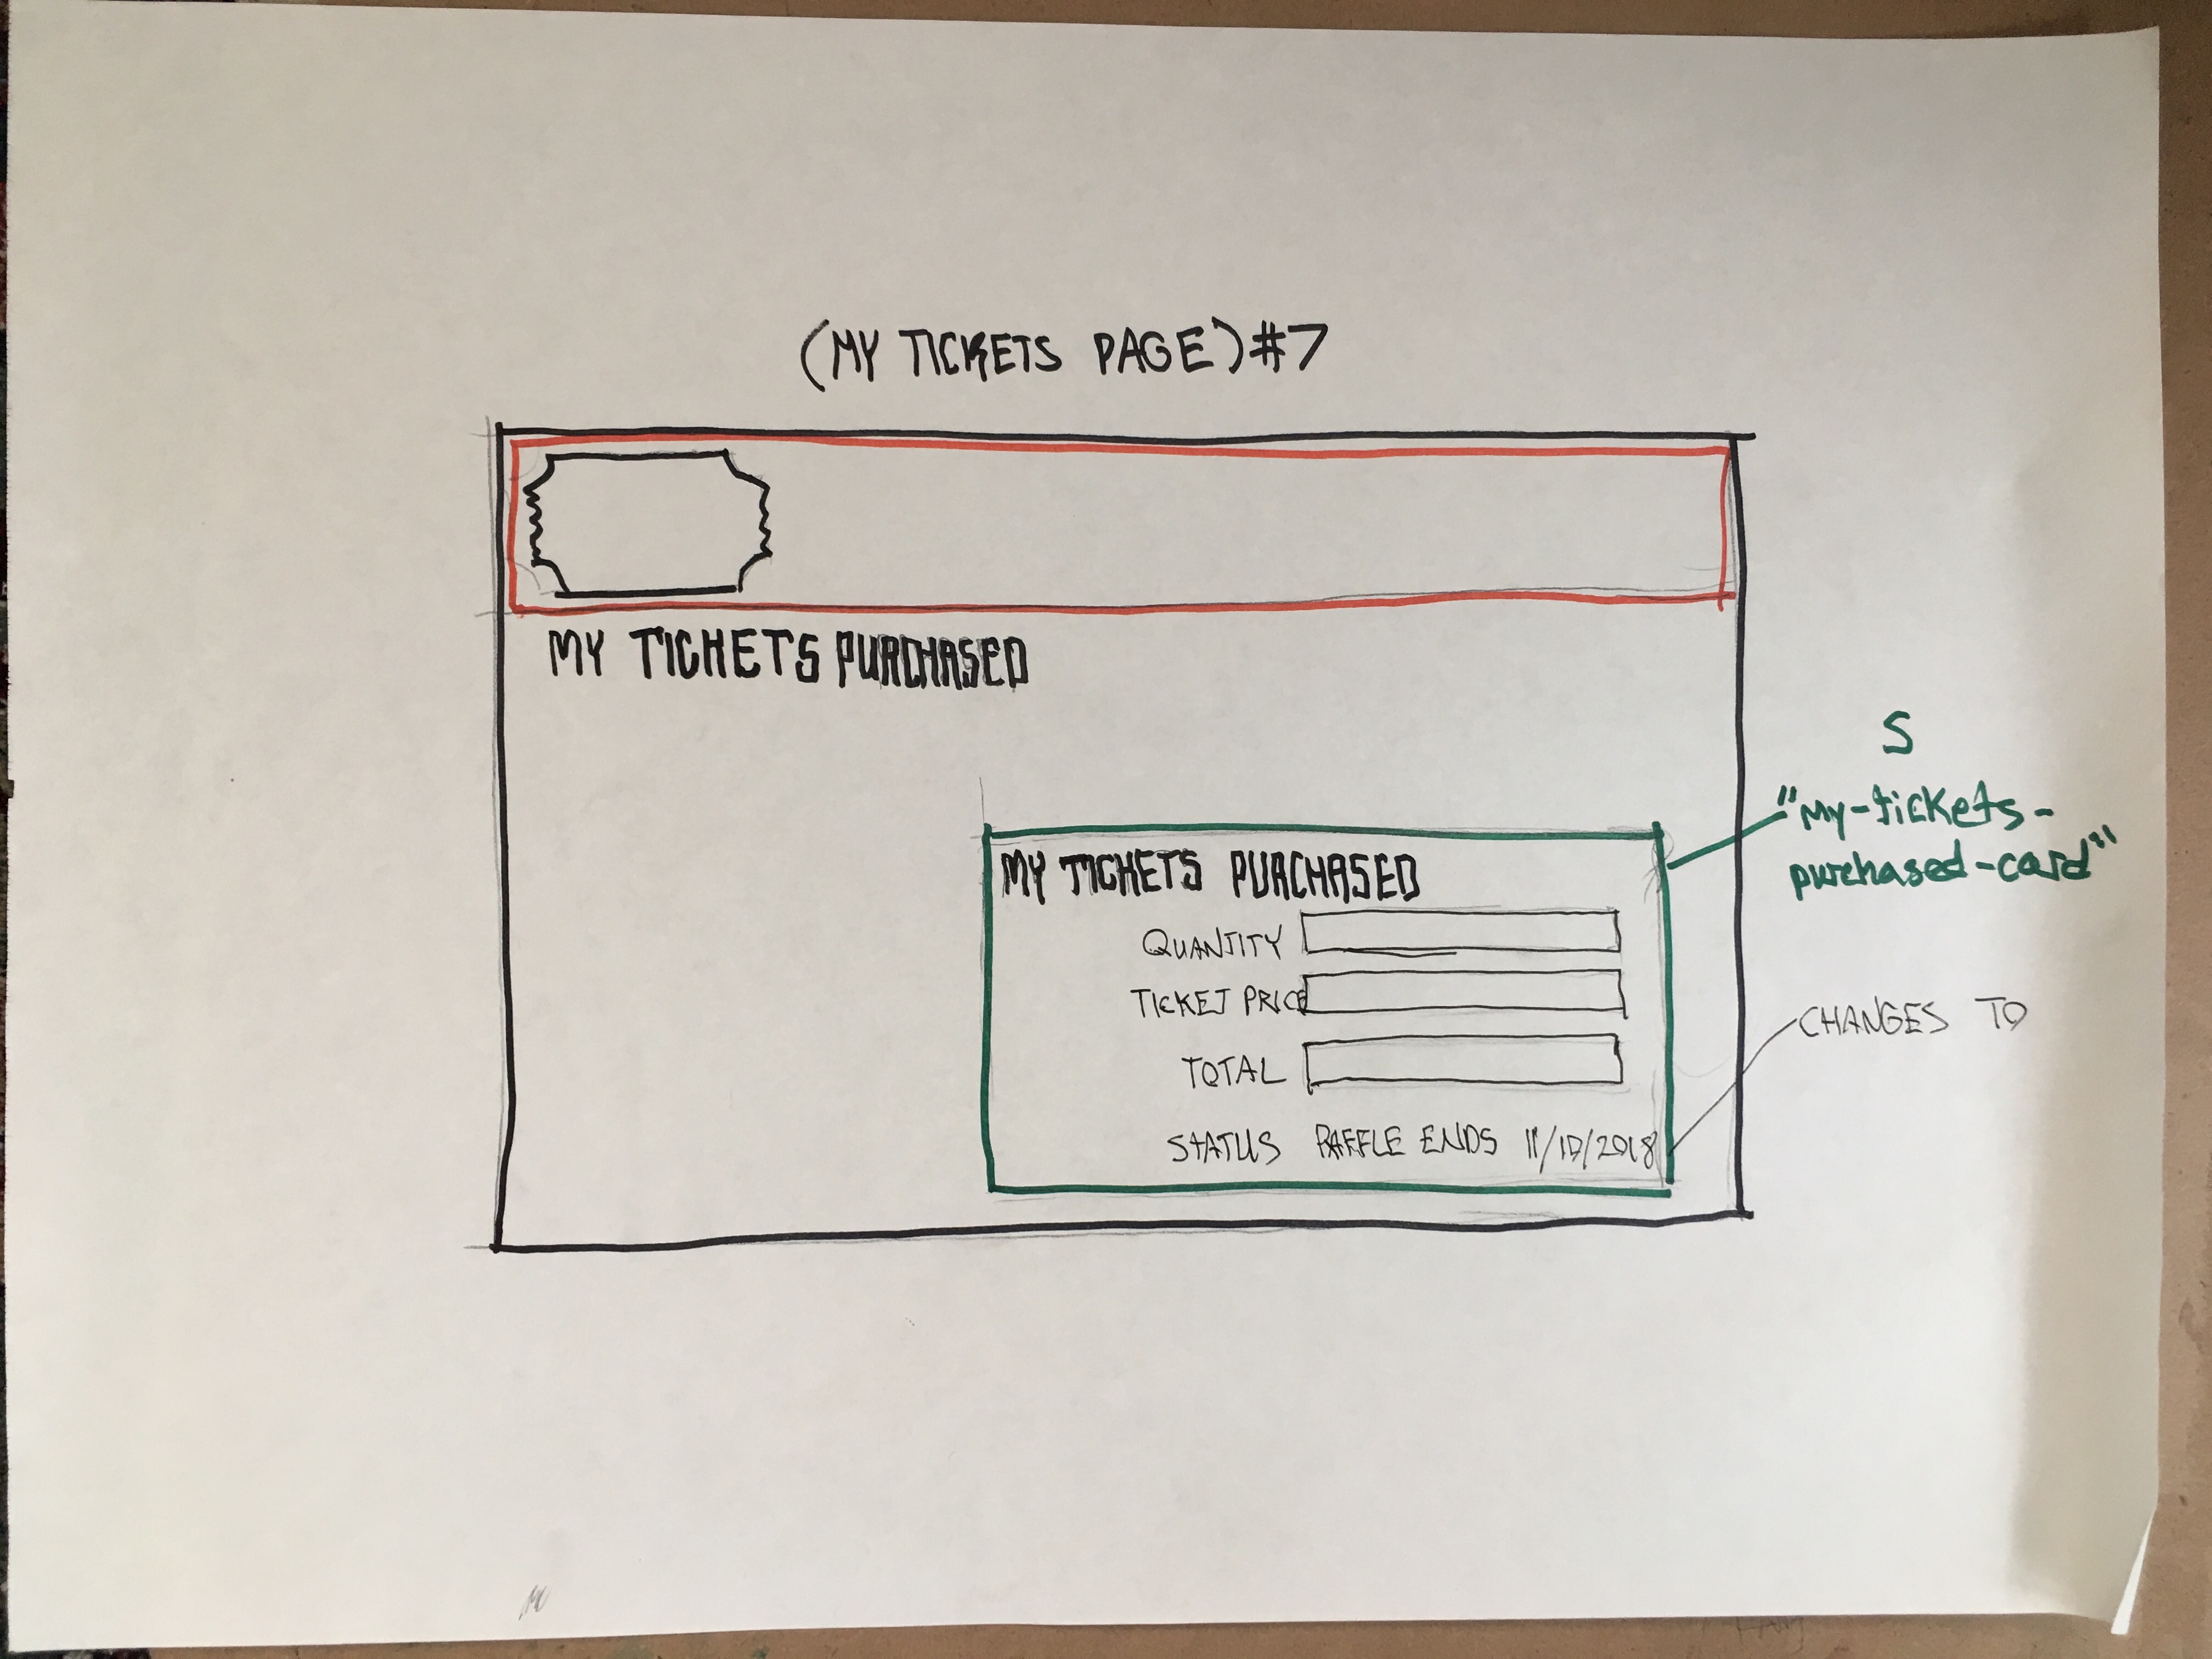 (MY TICKETS PAGE) #7
MY TICKETS PURCHASED
S
"My-tickets-
purchased-card"
MY TICKETS PURCHASED
QUANTITY
TICKET PRICE
TOTAL
STATUS RAFFLE ENDS 11/10/2018
CHANGES TO